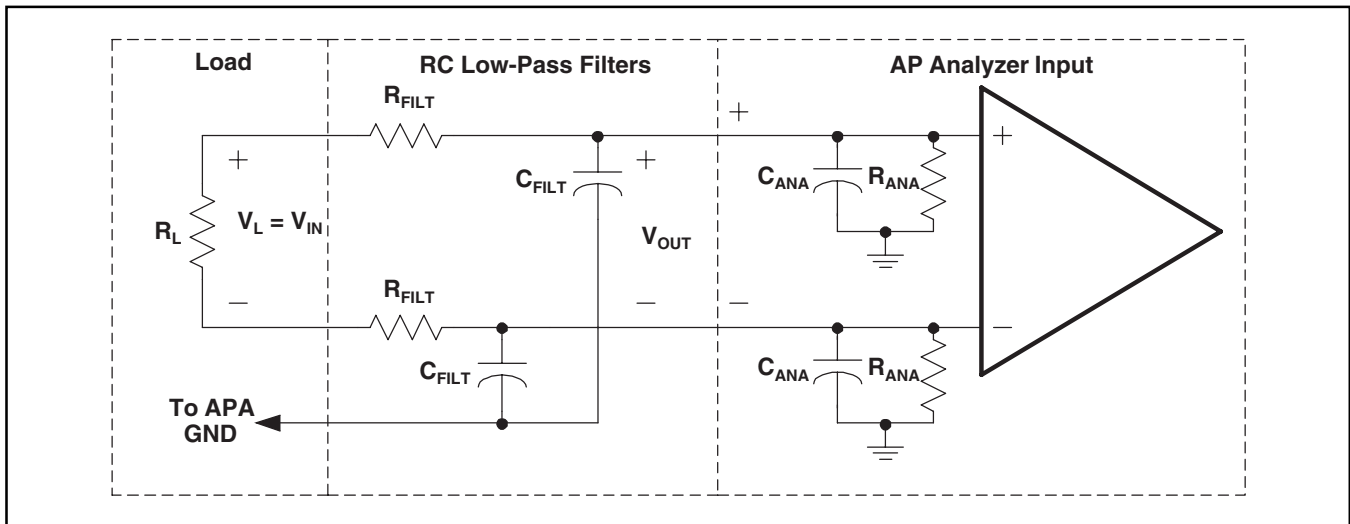 Load
RC Low-Pass Filters
AP Analyzer Input
R_FILT
+
+
+
+
C_FILT
C_ANA
R_ANA
R_L
V_L = V_IN
V_OUT
R_FILT
−
−
−
−
C_FILT
C_ANA
R_ANA
To APA
GND